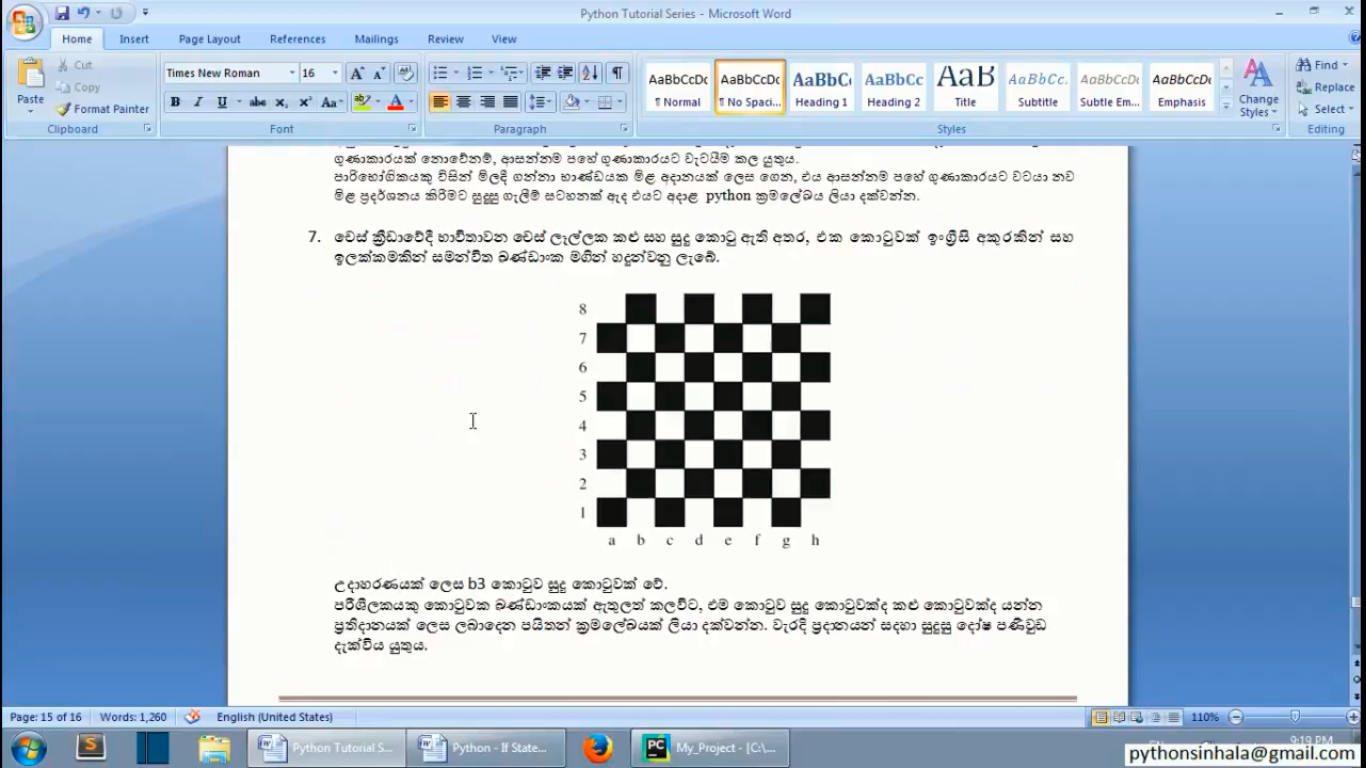 Python Tutorial Series - Microsoft Word
Home Insert Page Layout References Mailings Review View
Paste
Cut
Copy
Format Painter
Clipboard
Times New Roman 16
Font
Paragraph
AaBbCcDc AaBbCcDc AaBbC AaBbCc AaB AaBbCc. AaBbCcDc AaBbCcDc
¶ Normal ¶ No Spaci... Heading 1 Heading 2 Title Subtitle Subtle Em... Emphasis
Change Styles
Styles
Find
Replace
Select
Editing
ගුණාකාරයක් නොවේනම්, ආසන්නම පහේ ගුණාකාරයට වැටයීම කල යුතුය.
පාරිභෝගිකයකු විසින් මිලදී ගන්නා භාණ්ඩයක මිළ අදානයක් ලෙස ගෙන, එය ආසන්නම පහේ ගුණාකාරයට වටයා නව
මිළ ප්‍රදර්ශනය කිරීමට සුදුසු ගැලීම් සටහනක් ඇද එයට අදාළ python ක්‍රමලේඛය ලියා දක්වන්න.
7. චෙස් ක්‍රීඩාවේදී භාවිතාවන චෙස් ලෑල්ලක කළු සහ සුදු කොටු ඇති අතර, එක කොටුවක් ඉංග්‍රීසි අකුරකින් සහ
ඉලක්කමකින් සමන්විත ඛණ්ඩාංක මගින් හදුන්වනු ලැබේ.
8
7
6
5
4
3
2
1
a b c d e f g h
උදාහරණයක් ලෙස b3 කොටුව සුදු කොටුවක් වේ.
පරිශීලකයකු කොටුවක ඛණ්ඩාංකයක් ඇතුලත් කලවිට, එම කොටුව සුදු කොටුවක්ද කළු කොටුවක්ද යන්න
ප්‍රතිදානයක් ලෙස ලබාදෙන පයිතන් ක්‍රමලේඛයක් ලියා දක්වන්න. වැරදි ප්‍රදානයන් සඳහා සුදුසු දෝෂ පණිවුඩ
දැක්විය යුතුය.
Page: 15 of 16 Words: 1,260 English (United States) 110%
Python Tutorial S... Python - If State... My_Project - [C:\...
9:19 PM
pythonsinhala@gmail.com